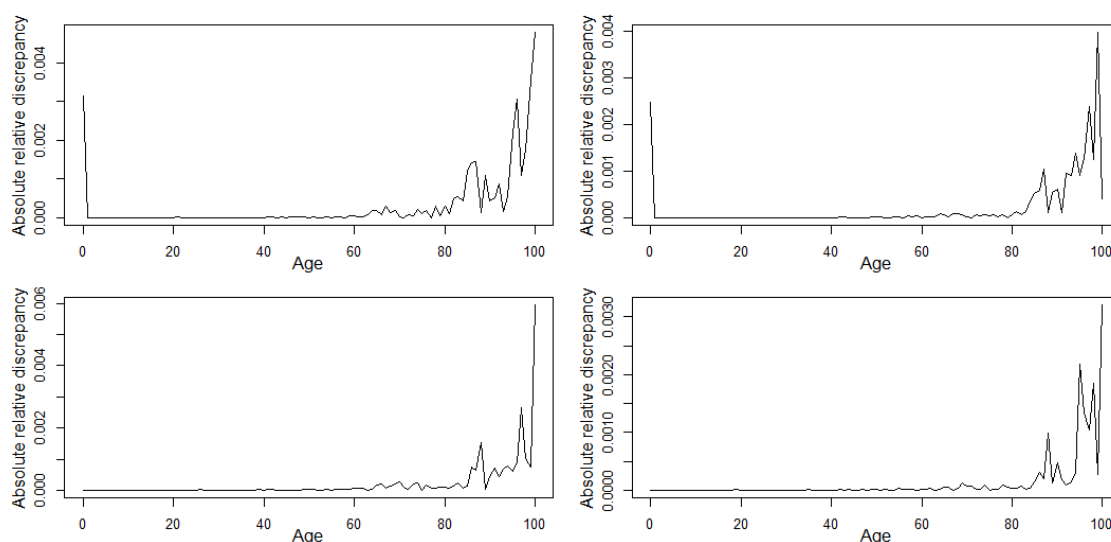 Absolute relative discrepancy
0.000 0.002 0.004
0 20 40 60 80 100
Age
Absolute relative discrepancy
0.000 0.001 0.002 0.003 0.004
0 20 40 60 80 100
Age
Absolute relative discrepancy
0.000 0.002 0.004 0.006
0 20 40 60 80 100
Age
Absolute relative discrepancy
0.0000 0.0010 0.0020 0.0030
0 20 40 60 80 100
Age